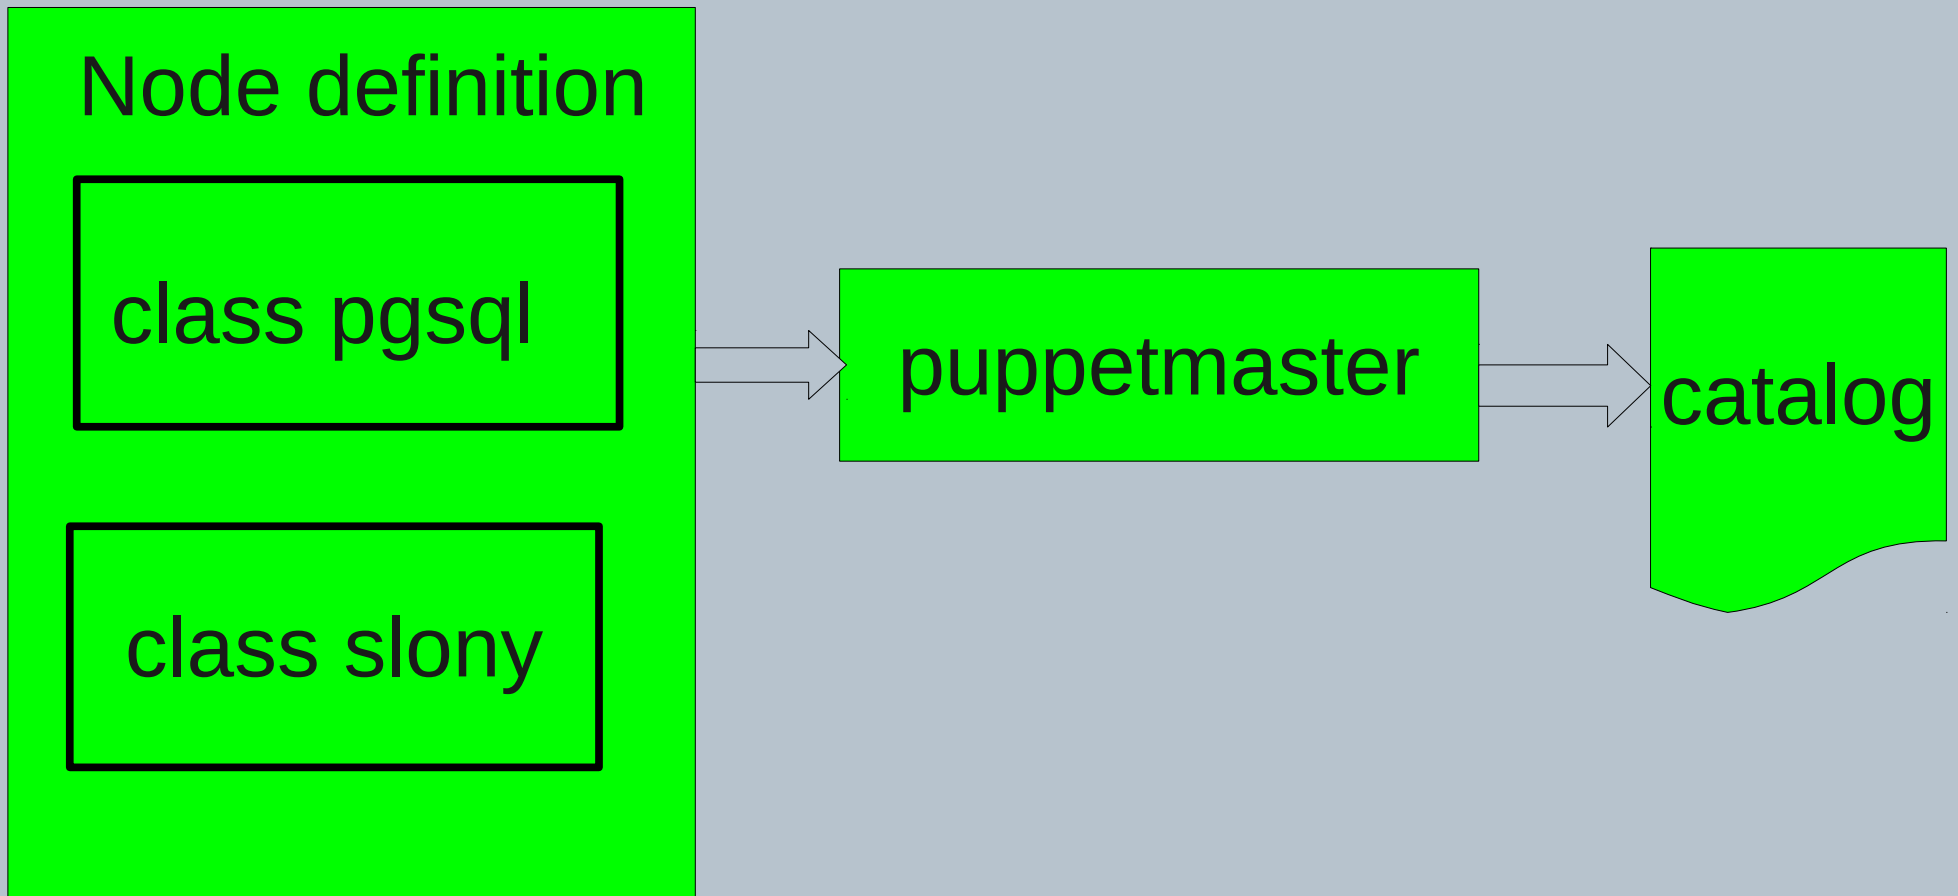 Node definition
class pgsql
class slony
puppetmaster
catalog